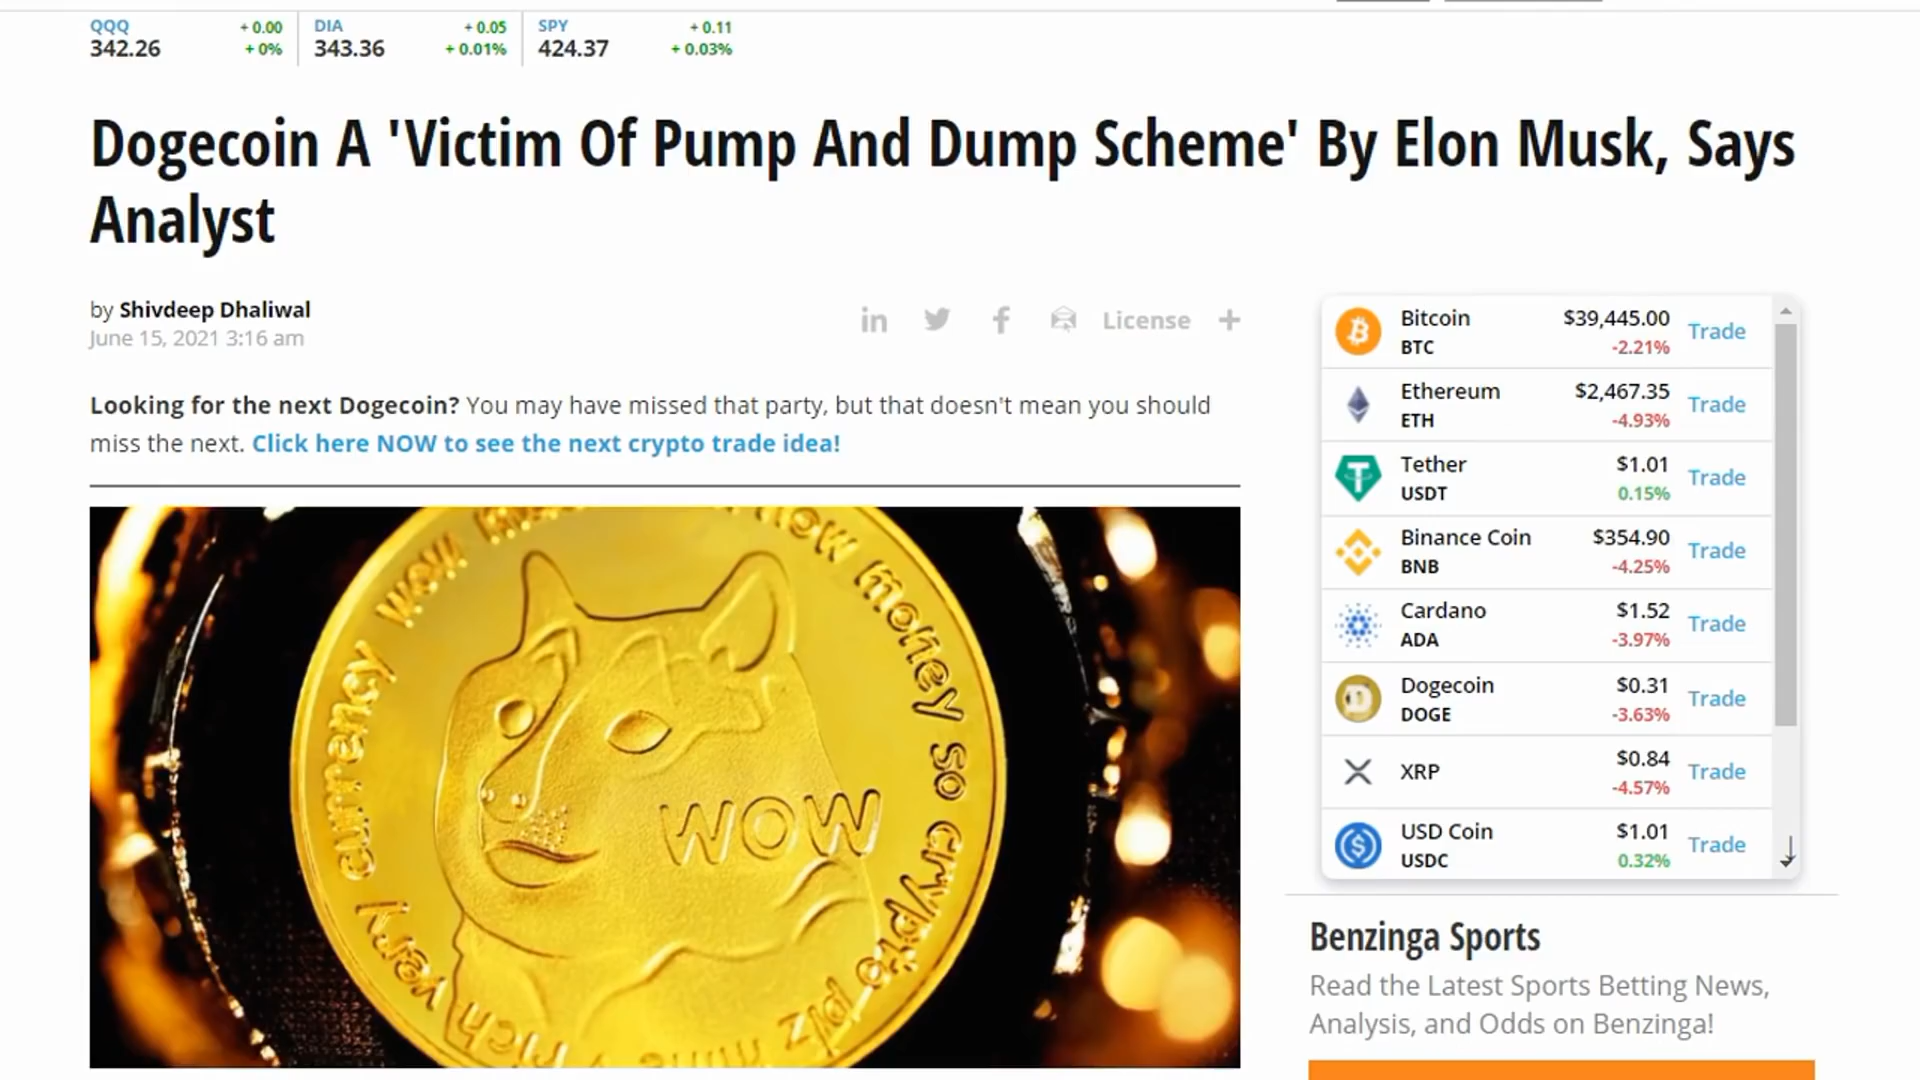 QQQ + 0.00
342.26 + 0%
DIA + 0.05
343.36 + 0.01%
SPY + 0.11
424.37 + 0.03%
Dogecoin A 'Victim Of Pump And Dump Scheme' By Elon Musk, Says
Analyst
by Shivdeep Dhaliwal
June 15, 2021 3:16 am
License +
Looking for the next Dogecoin? You may have missed that party, but that doesn't mean you should
miss the next. Click here NOW to see the next crypto trade idea!
wow
very currency wow
how money so crypto plz
rich
WOW
Bitcoin $39,445.00 Trade
BTC -2.21%
Ethereum $2,467.35 Trade
ETH -4.93%
Tether $1.01 Trade
USDT 0.15%
Binance Coin $354.90 Trade
BNB -4.25%
Cardano $1.52 Trade
ADA -3.97%
Dogecoin $0.31 Trade
DOGE -3.63%
XRP $0.84 Trade
-4.57%
USD Coin $1.01 Trade
USDC 0.32%
Benzinga Sports
Read the Latest Sports Betting News,
Analysis, and Odds on Benzinga!